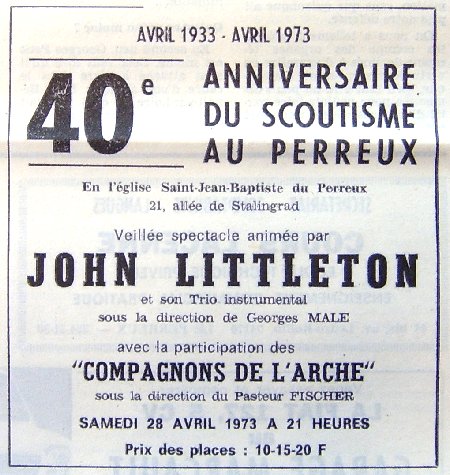 AVRIL 1933 - AVRIL 1973
40e ANNIVERSAIRE
DU SCOUTISME
AU PERREUX
En l'église Saint-Jean-Baptiste du Perreux
21, allée de Stalingrad
Veillée spectacle animée par
JOHN LITTLETON
et son Trio instrumental
sous la direction de Georges MALE
avec la participation des
"COMPAGNONS DE L'ARCHE"
sous la direction du Pasteur FISCHER
SAMEDI 28 AVRIL 1973 A 21 HEURES
Prix des places : 10-15-20 F